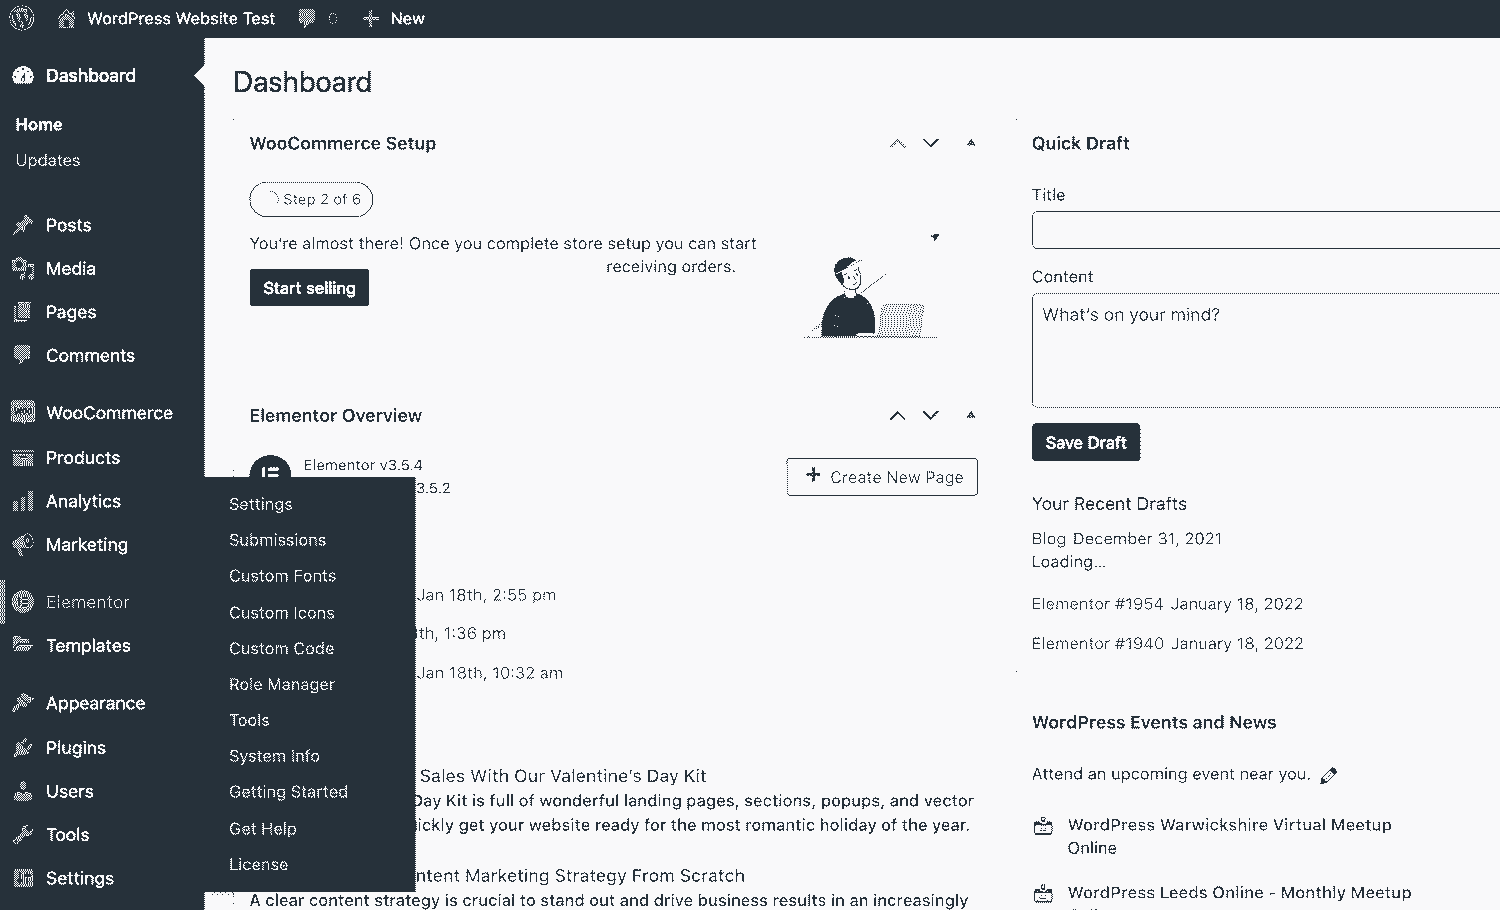 WordPress Website Test 0 New
Dashboard
Home
Updates
Posts
Media
Pages
Comments
WooCommerce
Products
Analytics
Marketing
Elementor
Templates
Appearance
Plugins
Users
Tools
Settings
Settings
Submissions
Custom Fonts
Custom Icons
Custom Code
Role Manager
Tools
System Info
Getting Started
Get Help
License
Dashboard
WooCommerce Setup
Step 2 of 6
You're almost there! Once you complete store setup you can start
receiving orders.
Start selling
Elementor Overview
Elementor v3.5.4
3.5.2
Create New Page
Jan 18th, 2:55 pm
th, 1:36 pm
Jan 18th, 10:32 am
Sales With Our Valentine's Day Kit
Day Kit is full of wonderful landing pages, sections, popups, and vector
ickly get your website ready for the most romantic holiday of the year.
ntent Marketing Strategy From Scratch
A clear content strategy is crucial to stand out and drive business results in an increasingly
Quick Draft
Title
Content
What's on your mind?
Save Draft
Your Recent Drafts
Blog December 31, 2021
Loading...
Elementor #1954 January 18, 2022
Elementor #1940 January 18, 2022
WordPress Events and News
Attend an upcoming event near you.
WordPress Warwickshire Virtual Meetup
Online
WordPress Leeds Online - Monthly Meetup